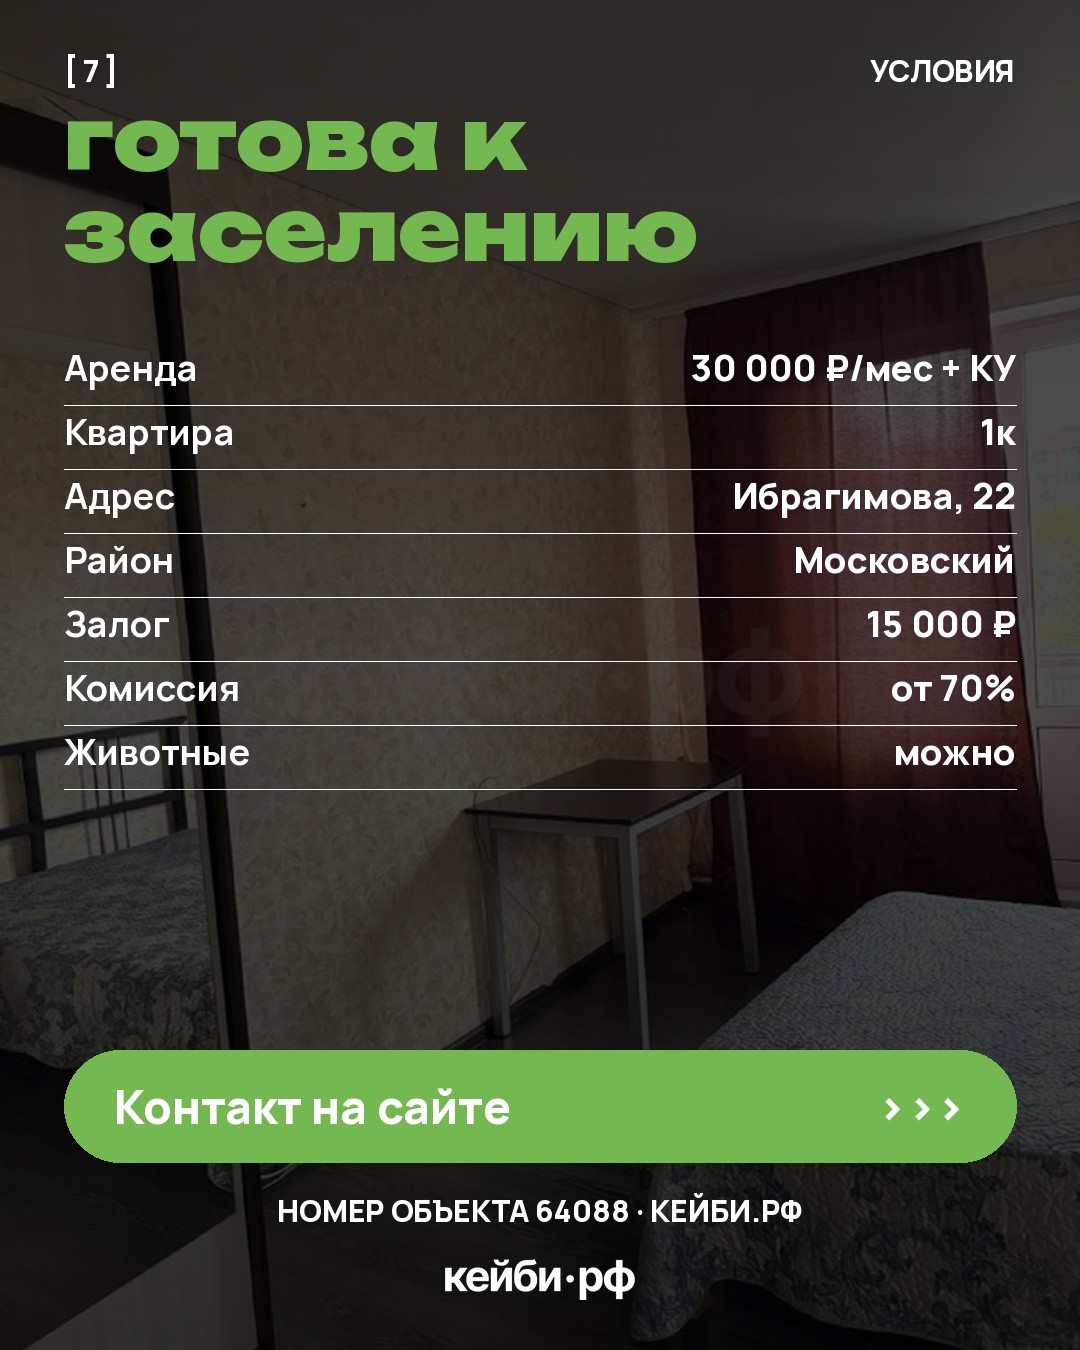 [ 7 ]
УСЛОВИЯ
готова к
заселению
Аренда 30 000 ₽/мес + КУ
Квартира 1к
Адрес Ибрагимова, 22
Район Московский
Залог 15 000 ₽
Комиссия от 70%
Животные можно
Контакт на сайте >>>
НОМЕР ОБЪЕКТА 64088 · КЕЙБИ.РФ
кейби·рф